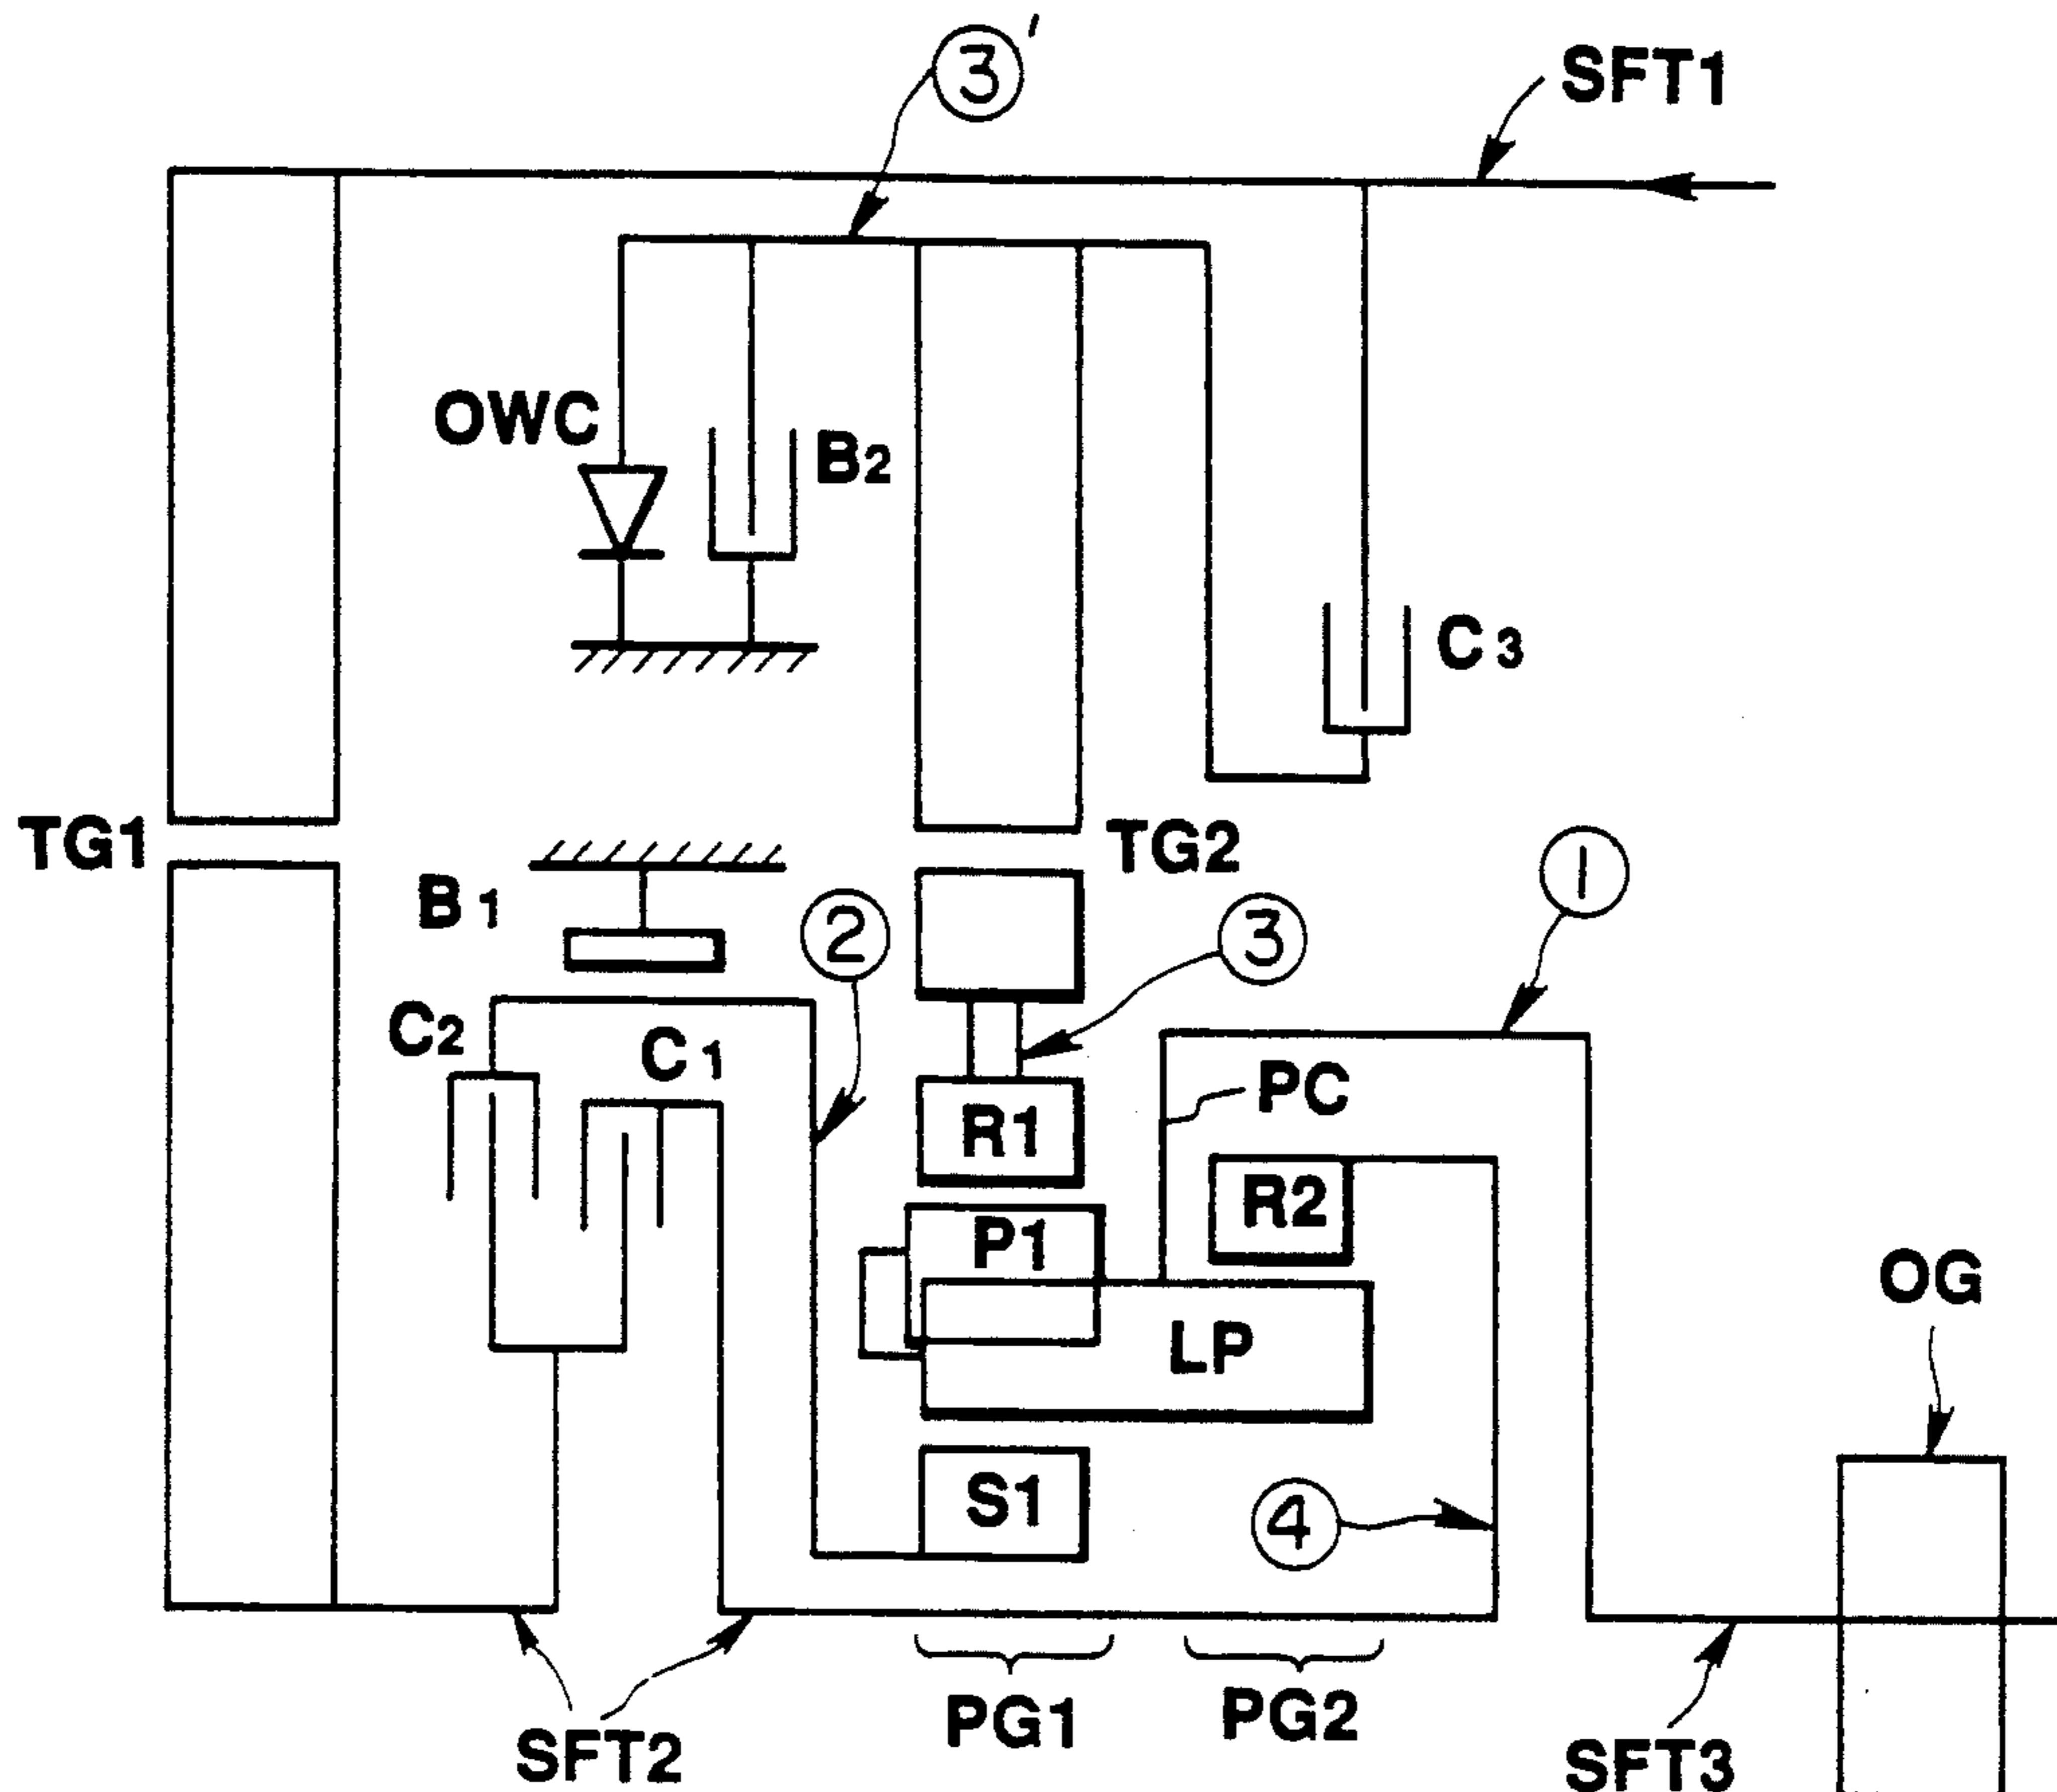 ③'
SFT1
OWC
B2
C3
TG1
TG2
B1
②
③
①
C2
C1
PC
R1
R2
P1
OG
LP
S1
④
PG1
PG2
SFT2
SFT3